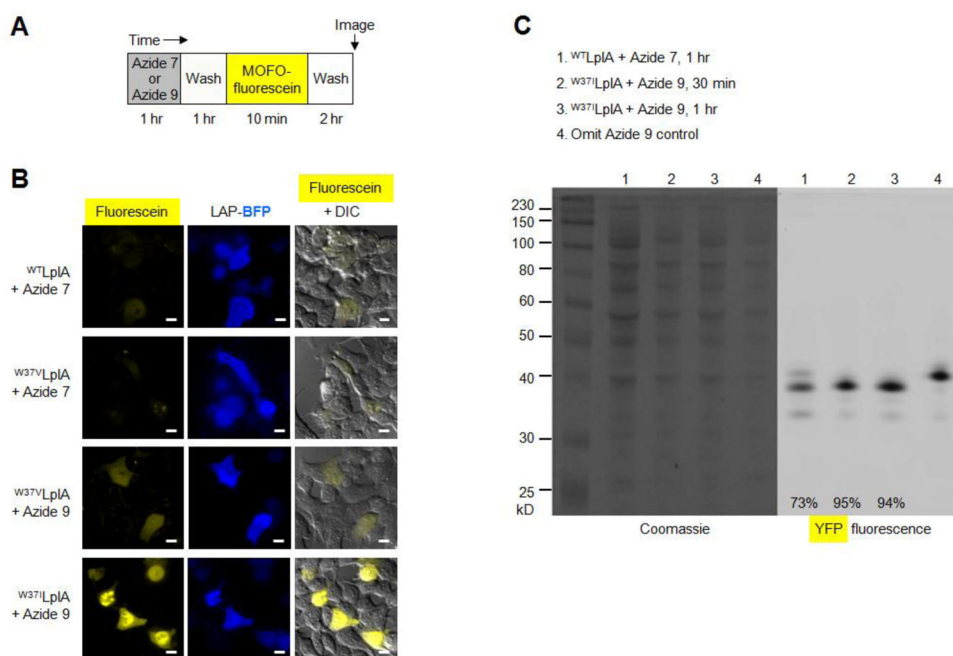 A
Time
Image
Azide 7
or
Azide 9
Wash
MOFO-
fluorescein
Wash
1 hr
1 hr
10 min
2 hr
B
Fluorescein
LAP-BFP
Fluorescein
+ DIC
WTLplA
+ Azide 7
W37VLplA
+ Azide 7
W37VLplA
+ Azide 9
W37ILplA
+ Azide 9
C
1. WTLplA + Azide 7, 1 hr
2. W37ILplA + Azide 9, 30 min
3. W37ILplA + Azide 9, 1 hr
4. Omit Azide 9 control
1 2 3 4 1 2 3 4
230
150
100
80
60
50
40
30
25
kD
73% 95% 94%
Coomassie
YFP fluorescence